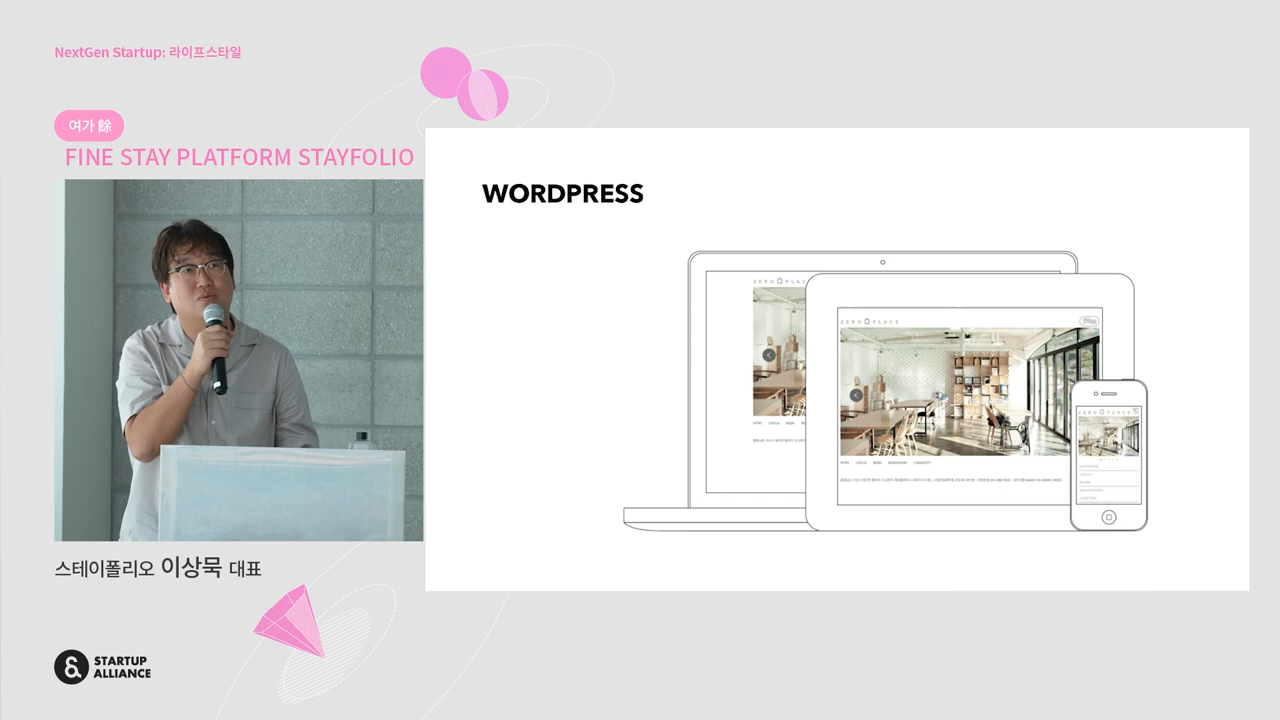 NextGen Startup: 라이프스타일
여가 餘
FINE STAY PLATFORM STAYFOLIO
WORDPRESS
ZERO PLACE
ZERO PLACE
ZERO PLACE
스테이폴리오 이상묵 대표
STARTUP
ALLIANCE